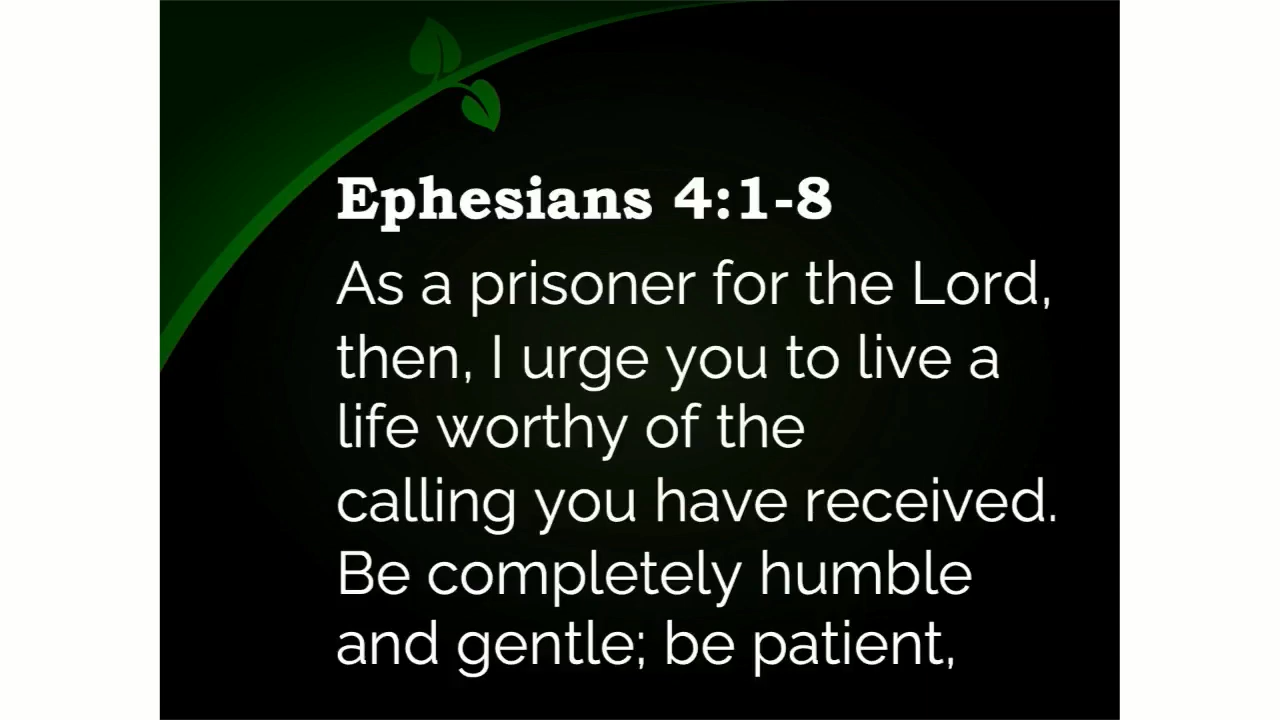 Ephesians 4:1-8
As a prisoner for the Lord,
then, I urge you to live a
life worthy of the
calling you have received.
Be completely humble
and gentle; be patient,